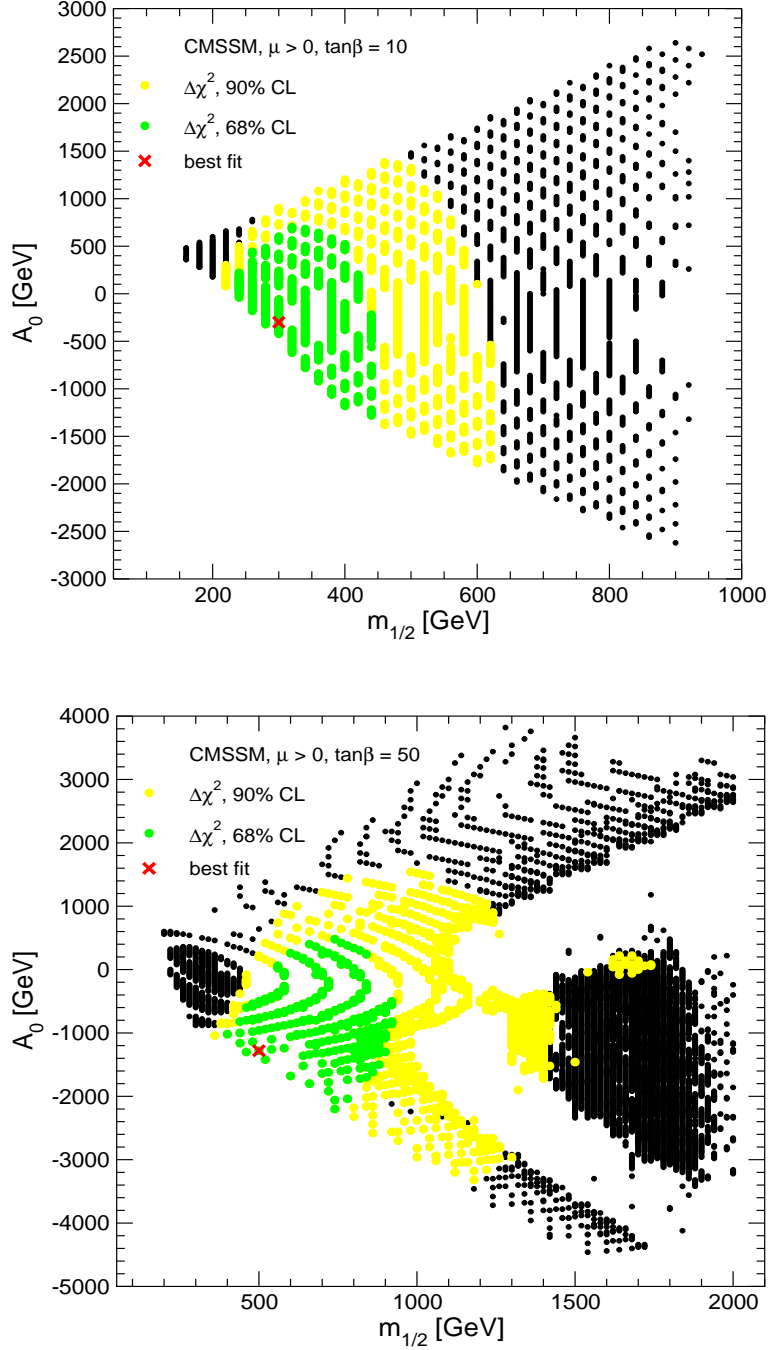 3000
2500
2000
1500
1000
500
0
-500
-1000
-1500
-2000
-2500
-3000
A₀ [GeV]
CMSSM, μ > 0, tanβ = 10
Δχ², 90% CL
Δχ², 68% CL
best fit
200 400 600 800 1000
m₁/₂ [GeV]
4000
3000
2000
1000
0
-1000
-2000
-3000
-4000
-5000
A₀ [GeV]
CMSSM, μ > 0, tanβ = 50
Δχ², 90% CL
Δχ², 68% CL
best fit
500 1000 1500 2000
m₁/₂ [GeV]